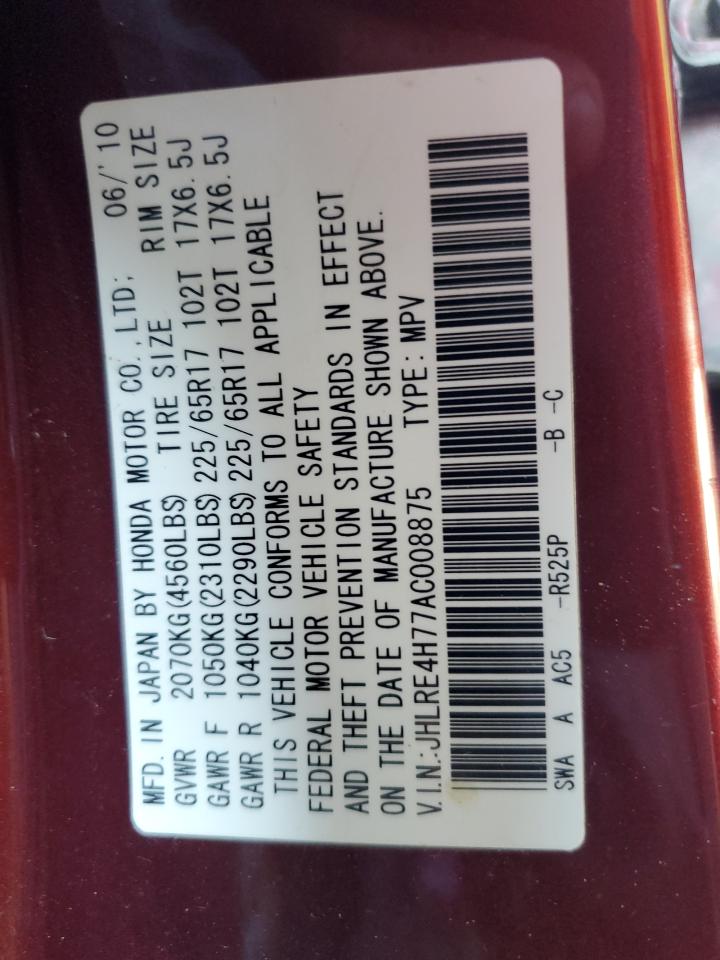 MFD. IN JAPAN BY HONDA MOTOR CO.,LTD; 06/'10
GVWR 2070KG(4560LBS) TIRE SIZE RIM SIZE
GAWR F 1050KG(2310LBS) 225/65R17 102T 17X6.5J
GAWR R 1040KG(2290LBS) 225/65R17 102T 17X6.5J
THIS VEHICLE CONFORMS TO ALL APPLICABLE
FEDERAL MOTOR VEHICLE SAFETY
AND THEFT PREVENTION STANDARDS IN EFFECT
ON THE DATE OF MANUFACTURE SHOWN ABOVE.
V.I.N.:JHLRE4H77AC008875 TYPE: MPV
SWA A AC5 -R525P -B -C